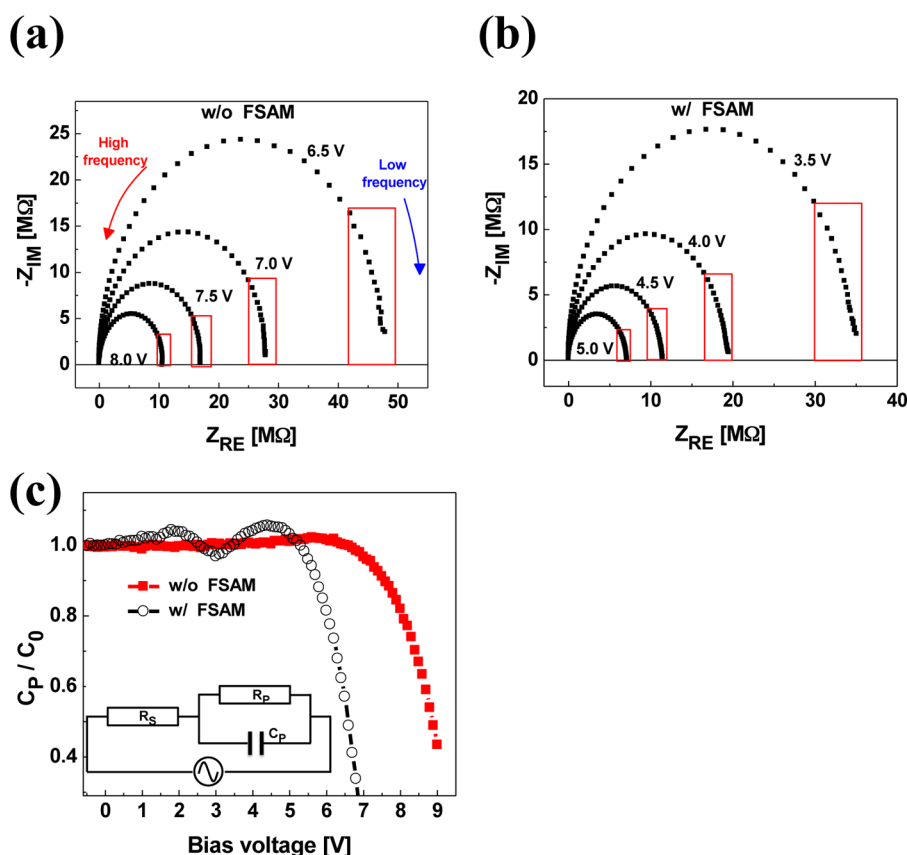 (a)
w/o FSAM
High
frequency
Low
frequency
6.5 V
7.0 V
7.5 V
8.0 V
-Z_IM [MΩ]
25
20
15
10
5
0
0 10 20 30 40 50
Z_RE [MΩ]
(b)
w/ FSAM
3.5 V
4.0 V
4.5 V
5.0 V
-Z_IM [MΩ]
20
15
10
5
0
0 10 20 30 40
Z_RE [MΩ]
(c)
C_P / C_0
1.0
0.8
0.6
0.4
w/o FSAM
w/ FSAM
R_P
R_S
C_P
0 1 2 3 4 5 6 7 8 9
Bias voltage [V]